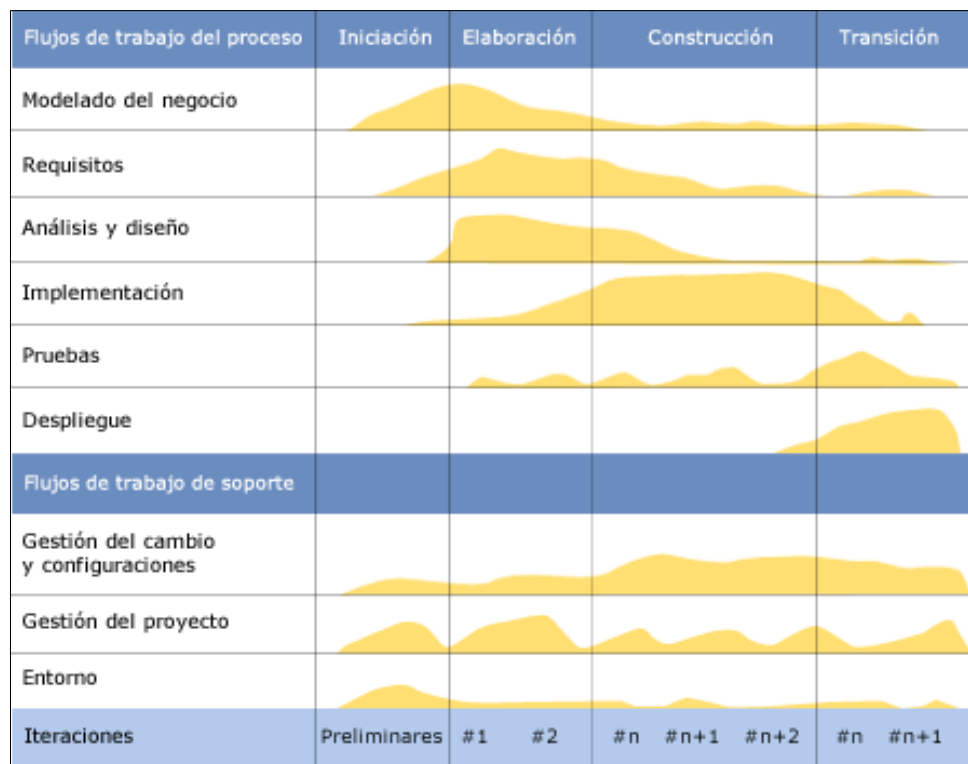 Flujos de trabajo del proceso Iniciación Elaboración Construcción Transición
Modelado del negocio
Requisitos
Análisis y diseño
Implementación
Pruebas
Despliegue
Flujos de trabajo de soporte
Gestión del cambio
y configuraciones
Gestión del proyecto
Entorno
Iteraciones Preliminares #1 #2 #n #n+1 #n+2 #n #n+1